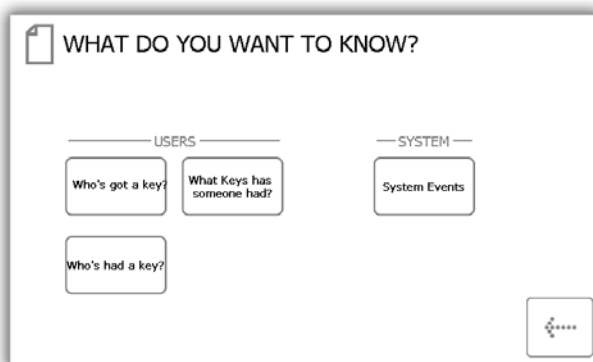 WHAT DO YOU WANT TO KNOW?
USERS
SYSTEM
Who's got a key?
What Keys has
someone had?
System Events
Who's had a key?